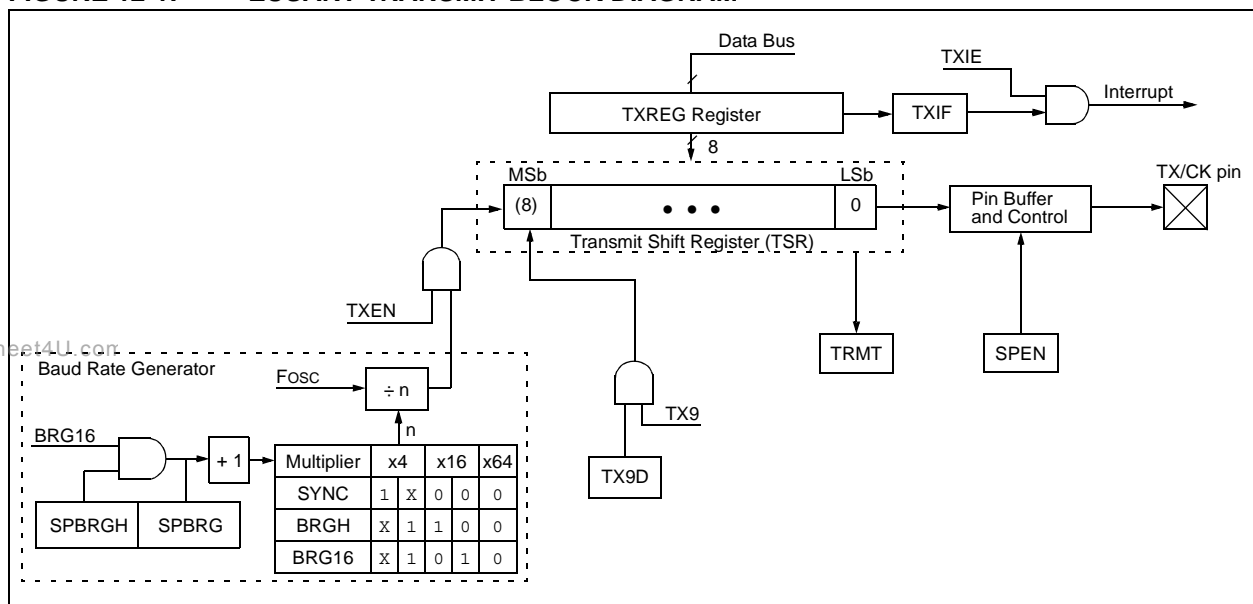 Data Bus
TXIE
Interrupt
TXREG Register
TXIF
8
MSb
LSb
TX/CK pin
(8)
• • •
0
Pin Buffer
and Control
Transmit Shift Register (TSR)
TXEN
TRMT
SPEN
eet4U.com
Baud Rate Generator
FOSC
÷ n
TX9
n
BRG16
+ 1
Multiplier x4 x16 x64
TX9D
SYNC 1 X 0 0 0
SPBRGH SPBRG
BRGH X 1 1 0 0
BRG16 X 1 0 1 0